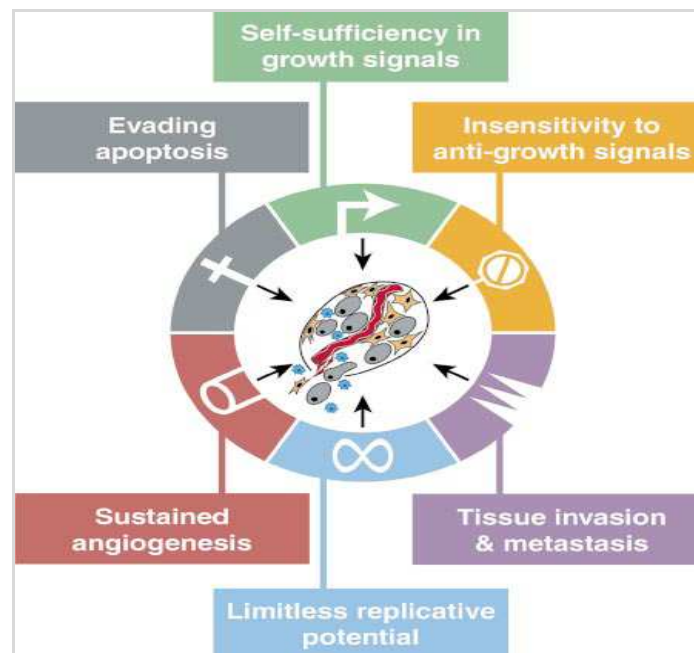 Self-sufficiency in
growth signals
Evading
apoptosis
Insensitivity to
anti-growth signals
Sustained
angiogenesis
Tissue invasion
& metastasis
Limitless replicative
potential